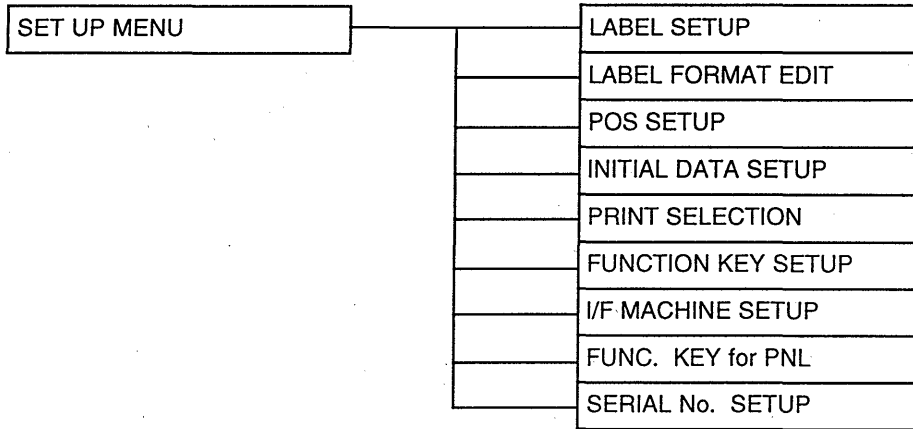 SET UP MENU
LABEL SETUP
LABEL FORMAT EDIT
POS SETUP
INITIAL DATA SETUP
PRINT SELECTION
FUNCTION KEY SETUP
I/F MACHINE SETUP
FUNC. KEY for PNL
SERIAL No. SETUP